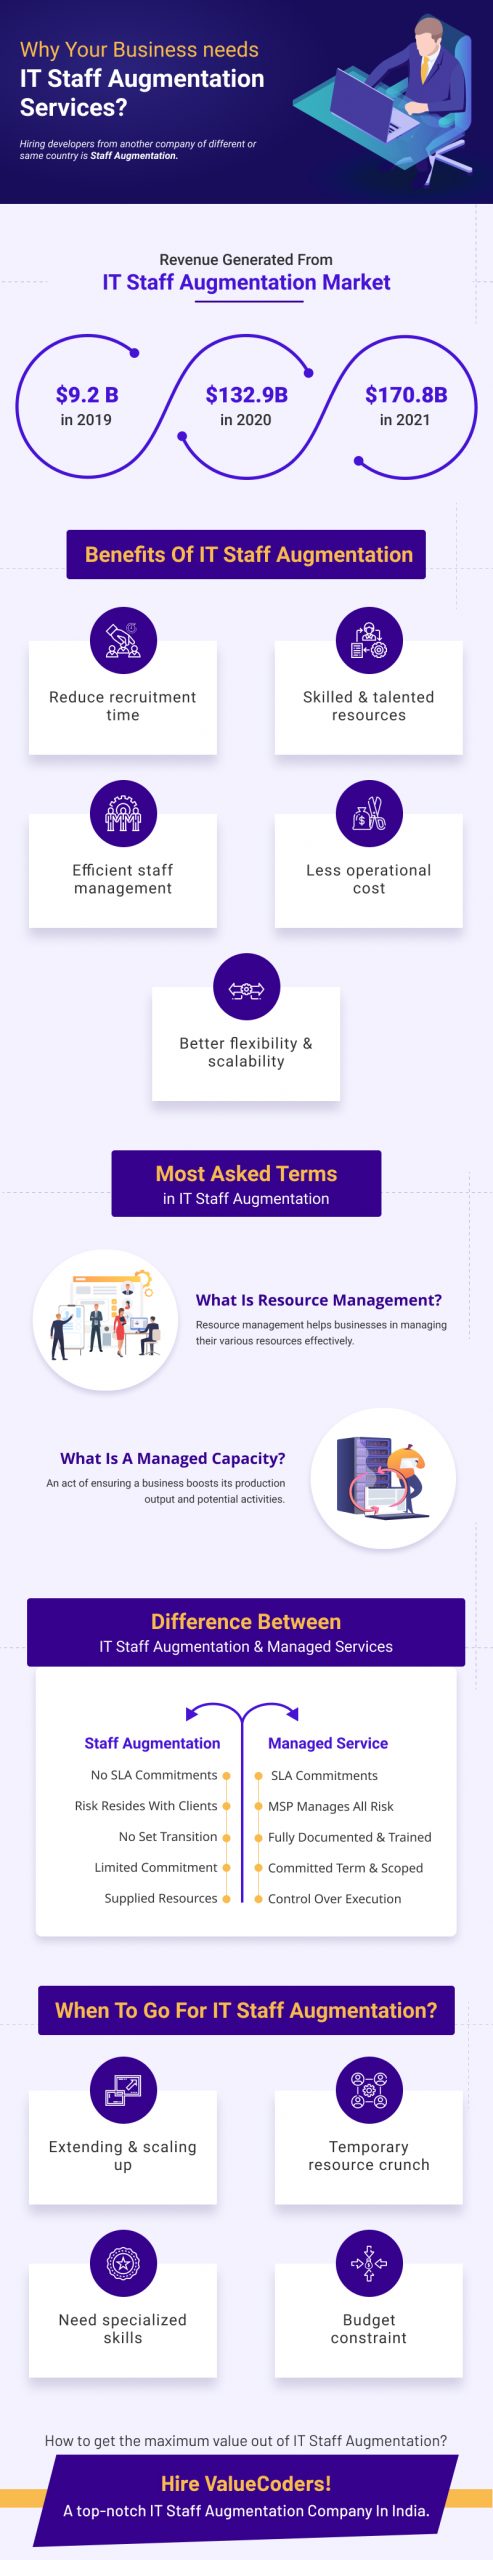 Why Your Business needs
IT Staff Augmentation
Services?
Hiring developers from another company of different or
same country is Staff Augmentation.
Revenue Generated From
IT Staff Augmentation Market
$9.2 B
in 2019
$132.9B
in 2020
$170.8B
in 2021
Benefits Of IT Staff Augmentation
Reduce recruitment
time
Skilled & talented
resources
Efficient staff
management
Less operational
cost
Better flexibility &
scalability
Most Asked Terms
in IT Staff Augmentation
What Is Resource Management?
Resource management helps businesses in managing
their various resources effectively.
What Is A Managed Capacity?
An act of ensuring a business boosts its production
output and potential activities.
Difference Between
IT Staff Augmentation & Managed Services
Staff Augmentation
No SLA Commitments
Risk Resides With Clients
No Set Transition
Limited Commitment
Supplied Resources
Managed Service
SLA Commitments
MSP Manages All Risk
Fully Documented & Trained
Committed Term & Scoped
Control Over Execution
When To Go For IT Staff Augmentation?
Extending & scaling
up
Temporary
resource crunch
Need specialized
skills
Budget
constraint
How to get the maximum value out of IT Staff Augmentation?
Hire ValueCoders!
A top-notch IT Staff Augmentation Company In India.